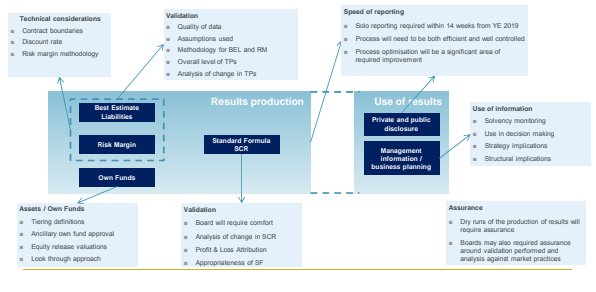 Technical considerations
Contract boundaries
Discount rate
Risk margin methodology
Validation
Quality of data
Assumptions used
Methodology for BEL and RM
Overall level of TPs
Analysis of change in TPs
Speed of reporting
Solo reporting required within 14 weeks from YE 2019
Process will need to be both efficient and well controlled
Process optimisation will be a significant area of
required improvement
Results production
Best Estimate
Liabilities
Risk Margin
Own Funds
Standard Formula
SCR
Use of results
Private and public
disclosure
Management
information /
business planning
Use of information
Solvency monitoring
Use in decision making
Strategy implications
Structural implications
Assets / Own Funds
Tiering definitions
Ancillary own fund approval
Equity release valuations
Look through approach
Validation
Board will require comfort
Analysis of change in SCR
Profit & Loss Attribution
Appropriateness of SF
Assurance
Dry runs of the production of results will
require assurance
Boards may also required assurance
around validation performed and
analysis against market practices